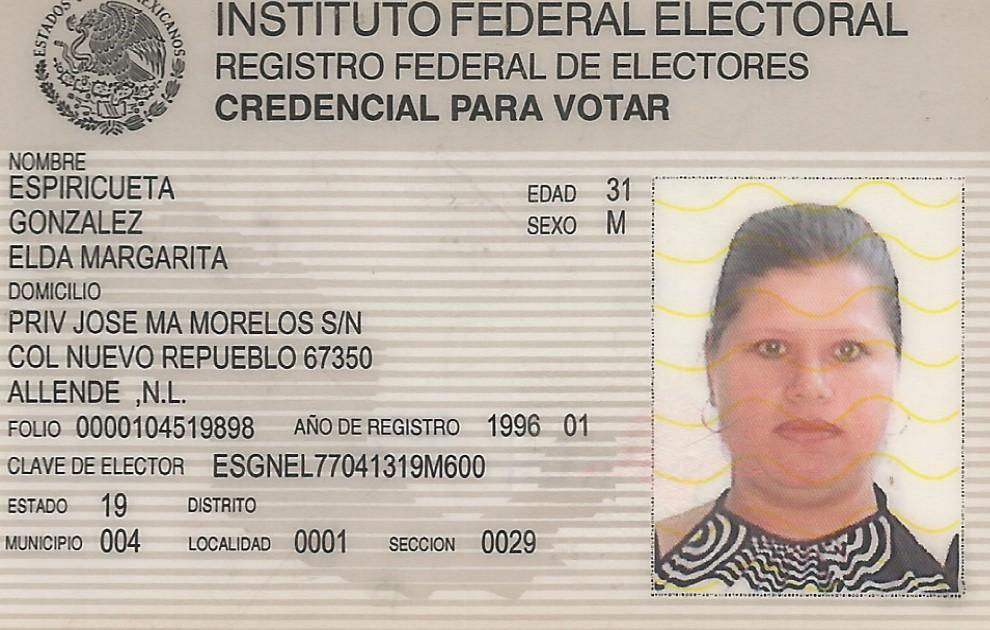 ESTADOS UNIDOS MEXICANOS
INSTITUTO FEDERAL ELECTORAL
REGISTRO FEDERAL DE ELECTORES
CREDENCIAL PARA VOTAR
NOMBRE
ESPIRICUETA
GONZALEZ
ELDA MARGARITA
EDAD 31
SEXO M
DOMICILIO
PRIV JOSE MA MORELOS S/N
COL NUEVO REPUEBLO 67350
ALLENDE ,N.L.
FOLIO 0000104519898 AÑO DE REGISTRO 1996 01
CLAVE DE ELECTOR ESGNEL77041319M600
ESTADO 19 DISTRITO
MUNICIPIO 004 LOCALIDAD 0001 SECCION 0029